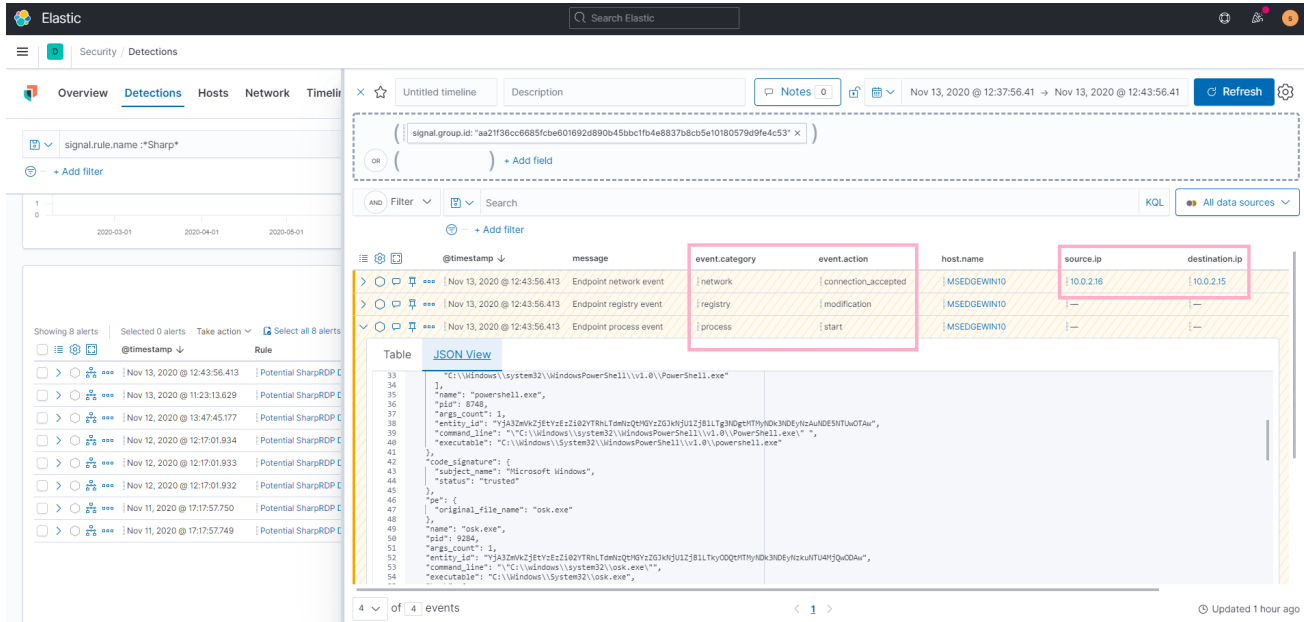 Elastic
Search Elastic
s
D Security / Detections
Overview Detections Hosts Network
Untitled timeline Description Notes 0 Nov 13, 2020 @ 12:37:56.41 → Nov 13, 2020 @ 12:43:56.41 Refresh
signal.rule.name :*Sharp*
+ Add filter
( signal.group.id: "aa21f36cc6685fcbe601692d890b45bbc1fb4e8837b8cb5e10180579d9fe4c53" × )
OR ( ) + Add field
AND Filter Search KQL All data sources
+ Add filter
1
0
2020-03-01 2020-04-01 2020-05-01
Showing 8 alerts Selected 0 alerts Take action Select all 8 alerts
@timestamp ↓ Rule
Nov 13, 2020 @ 12:43:56.413 Potential SharpRDP
Nov 13, 2020 @ 11:23:13.629 Potential SharpRDP
Nov 12, 2020 @ 13:47:45.177 Potential SharpRDP
Nov 12, 2020 @ 12:17:01.934 Potential SharpRDP
Nov 12, 2020 @ 12:17:01.933 Potential SharpRDP
Nov 12, 2020 @ 12:17:01.932 Potential SharpRDP
Nov 11, 2020 @ 17:17:57.750 Potential SharpRDP
Nov 11, 2020 @ 17:17:57.749 Potential SharpRDP
@timestamp ↓ message event.category event.action host.name source.ip destination.ip
Nov 13, 2020 @ 12:43:56.413 Endpoint network event network connection_accepted MSEDGEWIN10 10.0.2.16 10.0.2.15
Nov 13, 2020 @ 12:43:56.413 Endpoint registry event registry modification MSEDGEWIN10 — —
Nov 13, 2020 @ 12:43:56.413 Endpoint process event process start MSEDGEWIN10 — —
Table JSON View
33 "C:\\Windows\\system32\\WindowsPowerShell\\v1.0\\PowerShell.exe"
34 ],
35 "name": "powershell.exe",
36 "pid": 8748,
37 "args_count": 1,
38 "entity_id":
39 "command_line": "\"C:\\Windows\\system32\\WindowsPowerShell\\v1.0\\PowerShell.exe\" ",
40 "executable": "C:\\Windows\\System32\\WindowsPowerShell\\v1.0\\powershell.exe"
41 },
42 "code_signature": {
43 "subject_name": "Microsoft Windows",
44 "status": "trusted"
45 },
46 "pe": {
47 "original_file_name": "osk.exe"
48 },
49 "name": "osk.exe",
50 "pid": 9284,
51 "args_count": 1,
52 "entity_id":
53 "command_line": "\"C:\\windows\\system32\\osk.exe\"",
54 "executable": "C:\\Windows\\System32\\osk.exe",
4 of 4 events
1
Updated 1 hour ago